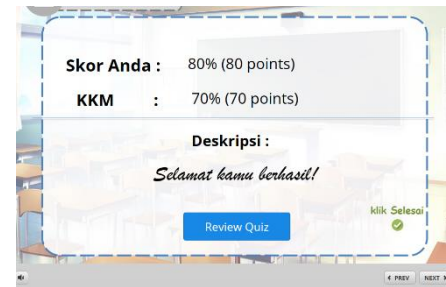 Skor Anda : 80% (80 points)
KKM : 70% (70 points)
Deskripsi :
Selamat kamu berhasil!
klik Selesai
Review Quiz
PREV NEXT